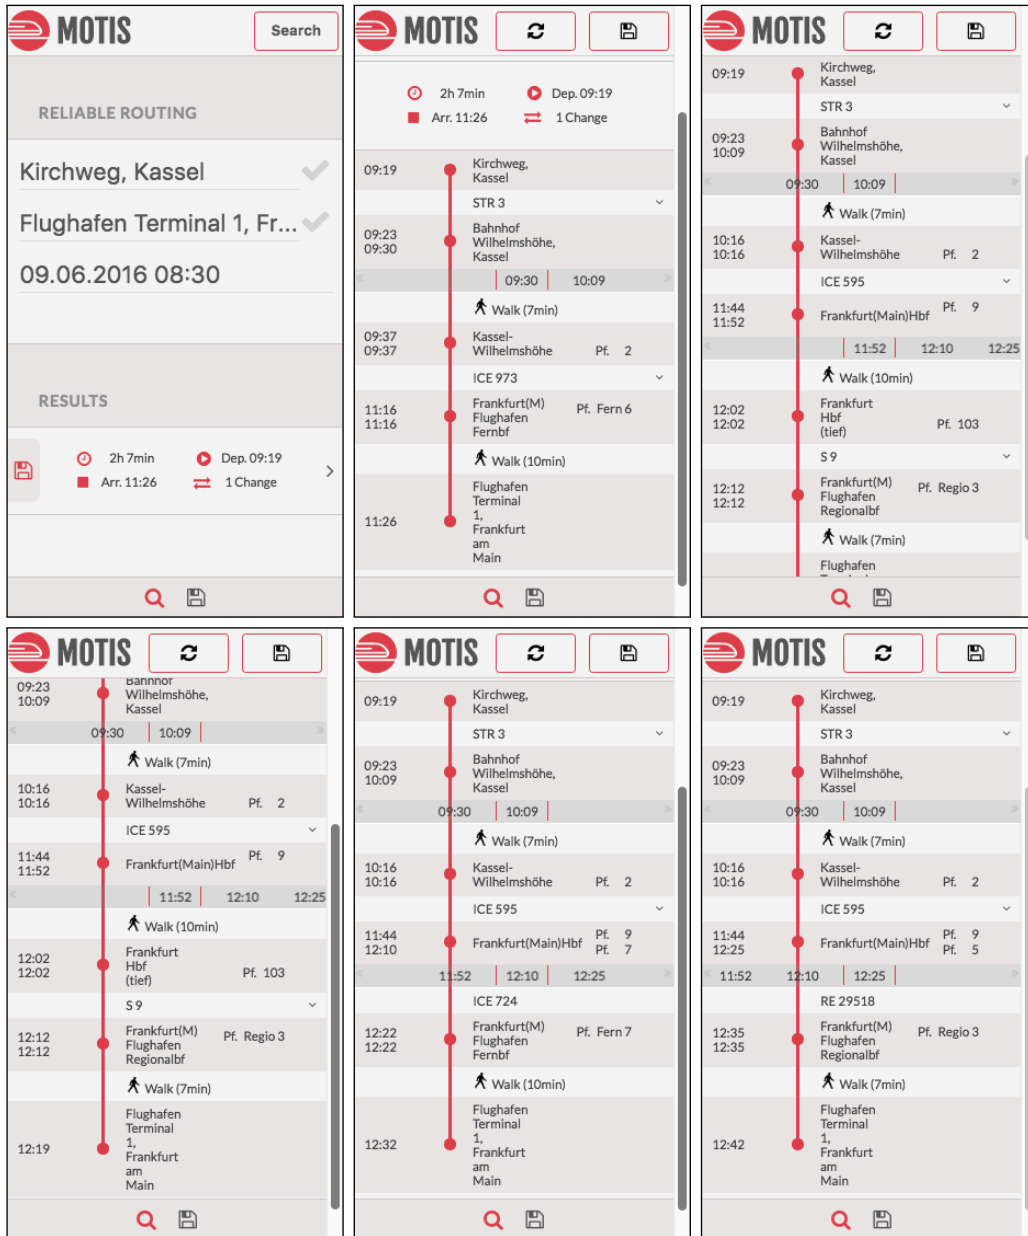 MOTIS
Search
RELIABLE ROUTING
Kirchweg, Kassel
Flughafen Terminal 1, Fr...
09.06.2016 08:30
RESULTS
2h 7min Dep. 09:19
Arr. 11:26 1 Change
MOTIS
2h 7min Dep. 09:19
Arr. 11:26 1 Change
09:19 Kirchweg,
Kassel
STR 3
09:23 Bahnhof
09:30 Wilhelmshöhe,
Kassel
09:30 10:09
Walk (7min)
09:37 Kassel-
09:37 Wilhelmshöhe Pf. 2
ICE 973
11:16 Frankfurt(M) Pf. Fern 6
11:16 Flughafen
Fernbf
Walk (10min)
Flughafen
Terminal
1,
11:26 Frankfurt
am
Main
MOTIS
09:19 Kirchweg,
Kassel
STR 3
09:23 Bahnhof
10:09 Wilhelmshöhe,
Kassel
09:30 10:09
Walk (7min)
10:16 Kassel-
10:16 Wilhelmshöhe Pf. 2
ICE 595
11:44 Frankfurt(Main)Hbf Pf. 9
11:52
11:52 12:10 12:25
Walk (10min)
12:02 Frankfurt
12:02 Hbf
(tief) Pf. 103
S 9
12:12 Frankfurt(M) Pf. Regio 3
12:12 Flughafen
Regionalbf
Walk (7min)
Flughafen
MOTIS
09:23 Bahnhof
10:09 Wilhelmshöhe,
Kassel
09:30 10:09
Walk (7min)
10:16 Kassel-
10:16 Wilhelmshöhe Pf. 2
ICE 595
11:44 Frankfurt(Main)Hbf Pf. 9
11:52
11:52 12:10 12:25
Walk (10min)
12:02 Frankfurt
12:02 Hbf
(tief) Pf. 103
S 9
12:12 Frankfurt(M) Pf. Regio 3
12:12 Flughafen
Regionalbf
Walk (7min)
Flughafen
Terminal
12:19 1,
Frankfurt
am
Main
MOTIS
09:19 Kirchweg,
Kassel
STR 3
09:23 Bahnhof
10:09 Wilhelmshöhe,
Kassel
09:30 10:09
Walk (7min)
10:16 Kassel-
10:16 Wilhelmshöhe Pf. 2
ICE 595
11:44 Frankfurt(Main)Hbf Pf. 9
12:10 Pf. 7
11:52 12:10 12:25
ICE 724
12:22 Frankfurt(M) Pf. Fern 7
12:22 Flughafen
Fernbf
Walk (10min)
Flughafen
Terminal
12:32 1,
Frankfurt
am
Main
MOTIS
09:19 Kirchweg,
Kassel
STR 3
09:23 Bahnhof
10:09 Wilhelmshöhe,
Kassel
09:30 10:09
Walk (7min)
10:16 Kassel-
10:16 Wilhelmshöhe Pf. 2
ICE 595
11:44 Frankfurt(Main)Hbf Pf. 9
12:25 Pf. 5
11:52 12:10 12:25
RE 29518
12:35 Frankfurt(M) Pf. Regio 3
12:35 Flughafen
Regionalbf
Walk (7min)
Flughafen
Terminal
12:42 1,
Frankfurt
am
Main